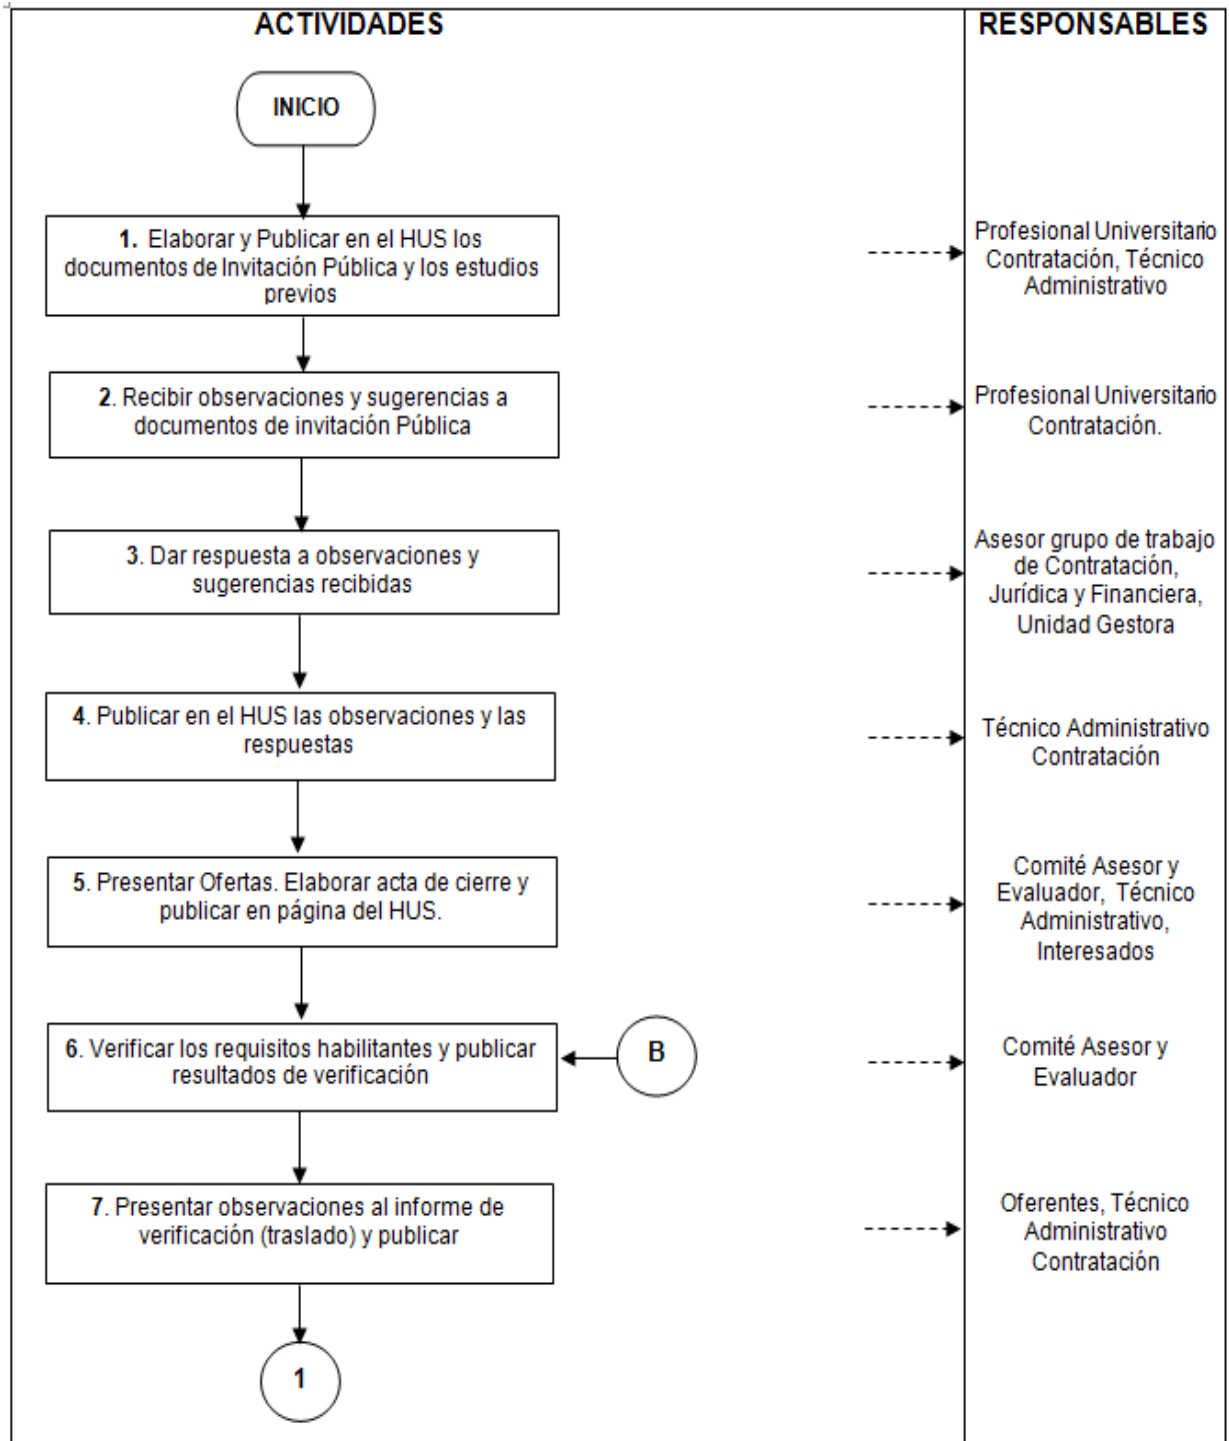 ACTIVIDADES
RESPONSABLES
INICIO
1. Elaborar y Publicar en el HUS los
documentos de Invitación Pública y los estudios
previos
Profesional Universitario
Contratación, Técnico
Administrativo
2. Recibir observaciones y sugerencias a
documentos de invitación Pública
Profesional Universitario
Contratación.
3. Dar respuesta a observaciones y
sugerencias recibidas
Asesor grupo de trabajo
de Contratación,
Jurídica y Financiera,
Unidad Gestora
4. Publicar en el HUS las observaciones y las
respuestas
Técnico Administrativo
Contratación
5. Presentar Ofertas. Elaborar acta de cierre y
publicar en página del HUS.
Comité Asesor y
Evaluador, Técnico
Administrativo,
Interesados
6. Verificar los requisitos habilitantes y publicar
resultados de verificación
B
Comité Asesor y
Evaluador
7. Presentar observaciones al informe de
verificación (traslado) y publicar
Oferentes, Técnico
Administrativo
Contratación
1